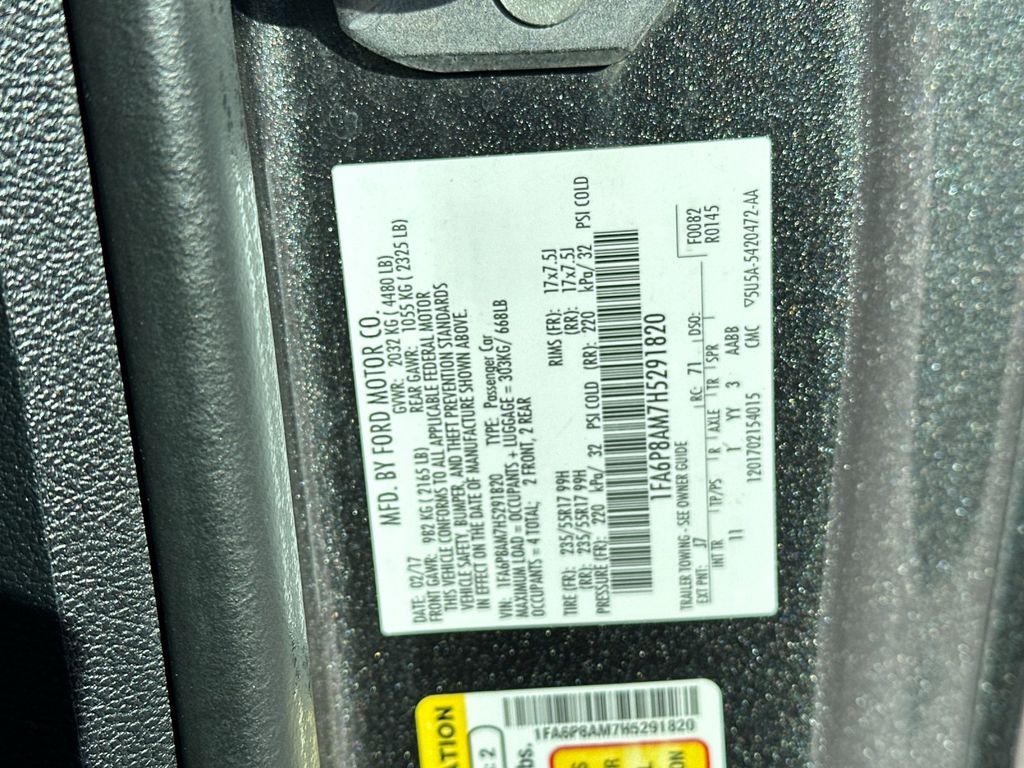 MFD. BY FORD MOTOR CO.
DATE: 02/17 GVWR: 2032 KG ( 4480 LB)
FRONT GAWR: 982 KG( 2165 LB) REAR GAWR: 1055 KG ( 2325 LB)
THIS VEHICLE CONFORMS TO ALL APPLICABLE FEDERAL MOTOR
VEHICLE SAFETY, BUMPER, AND THEFT PREVENTION STANDARDS
IN EFFECT ON THE DATE OF MANUFACTURE SHOWN ABOVE.
VIN: 1FA6P8AM7H5291820 TYPE: Passenger Car
MAXIMUM LOAD = OCCUPANTS + LUGGAGE = 303KG/ 668LB
OCCUPANTS = 4 TOTAL; 2 FRONT, 2 REAR
TIRE (FR): 235/55R17 99H RIMS (FR): 17x7.5J
(RR): 235/55R17 99H (RR): 17x7.5J
PRESSURE (FR): 220 kPa/ 32 PSI COLD (RR): 220 kPa/ 32 PSI COLD
1FA6P8AM7H5291820
TRAILER TOWING - SEE OWNER GUIDE
F0082
EXT PNT: J7 RC: 71 DSO: R0145
INT TR TP/PS R AXLE TR SPR
11 1 YY 3 AABB
1201702154015 CMC ▽5U5A-5420472-AA
ATION
: 2
1FA6P8AM7H5291820
lbs.